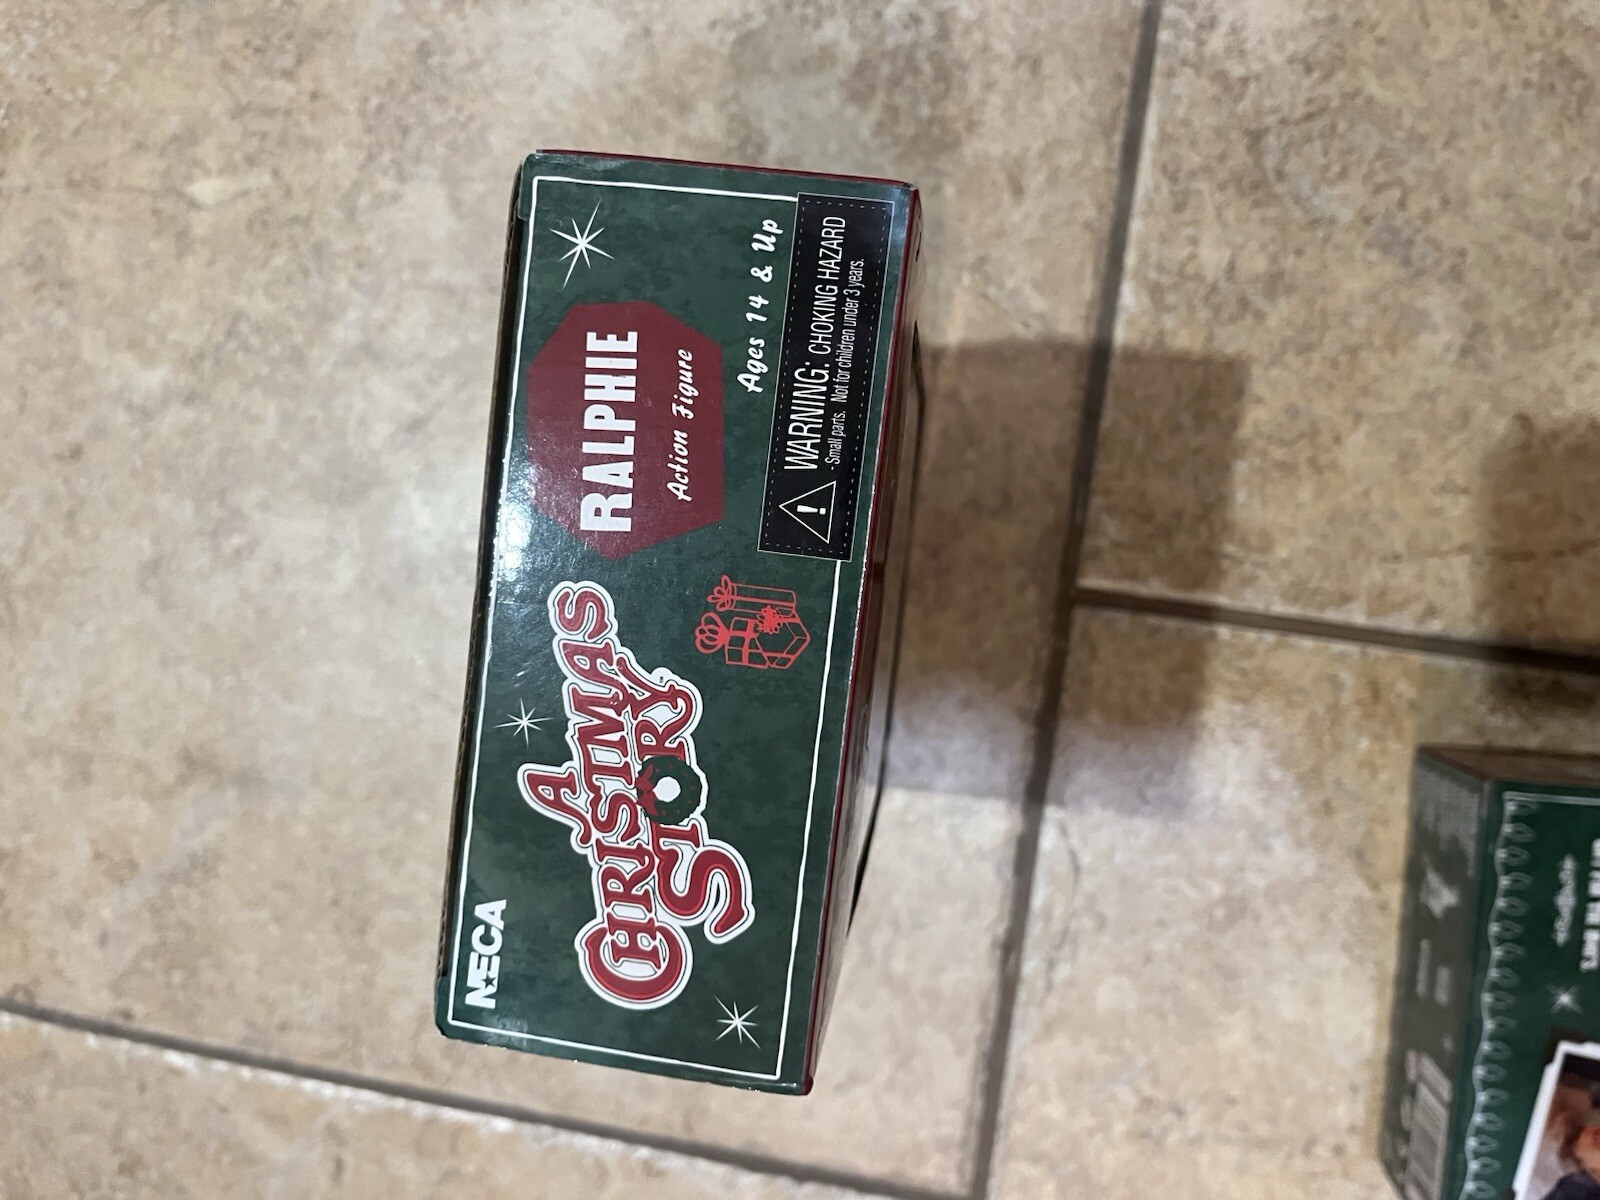 NECA
A
CHRISTMAS
STORY
RALPHIE
Action Figure
Ages 14 & Up
WARNING: CHOKING HAZARD
- Small parts. Not for children under 3 years.